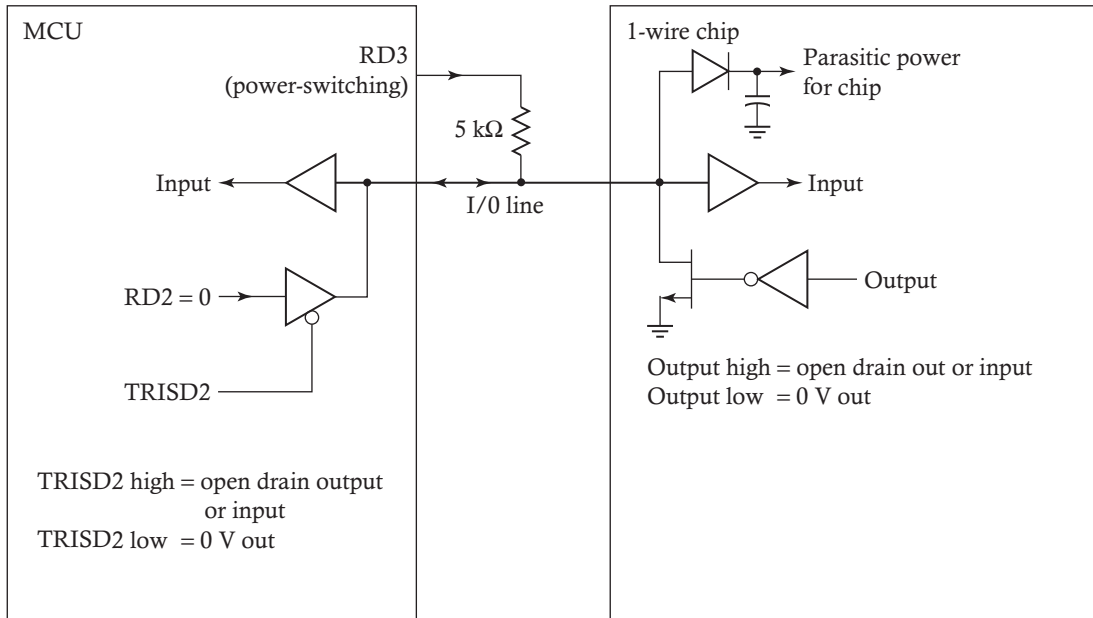 MCU
RD3
(power-switching)
5 kΩ
Input
I/0 line
RD2 = 0
TRISD2
TRISD2 high = open drain output
or input
TRISD2 low = 0 V out
1-wire chip
Parasitic power
for chip
Input
Output
Output high = open drain out or input
Output low = 0 V out